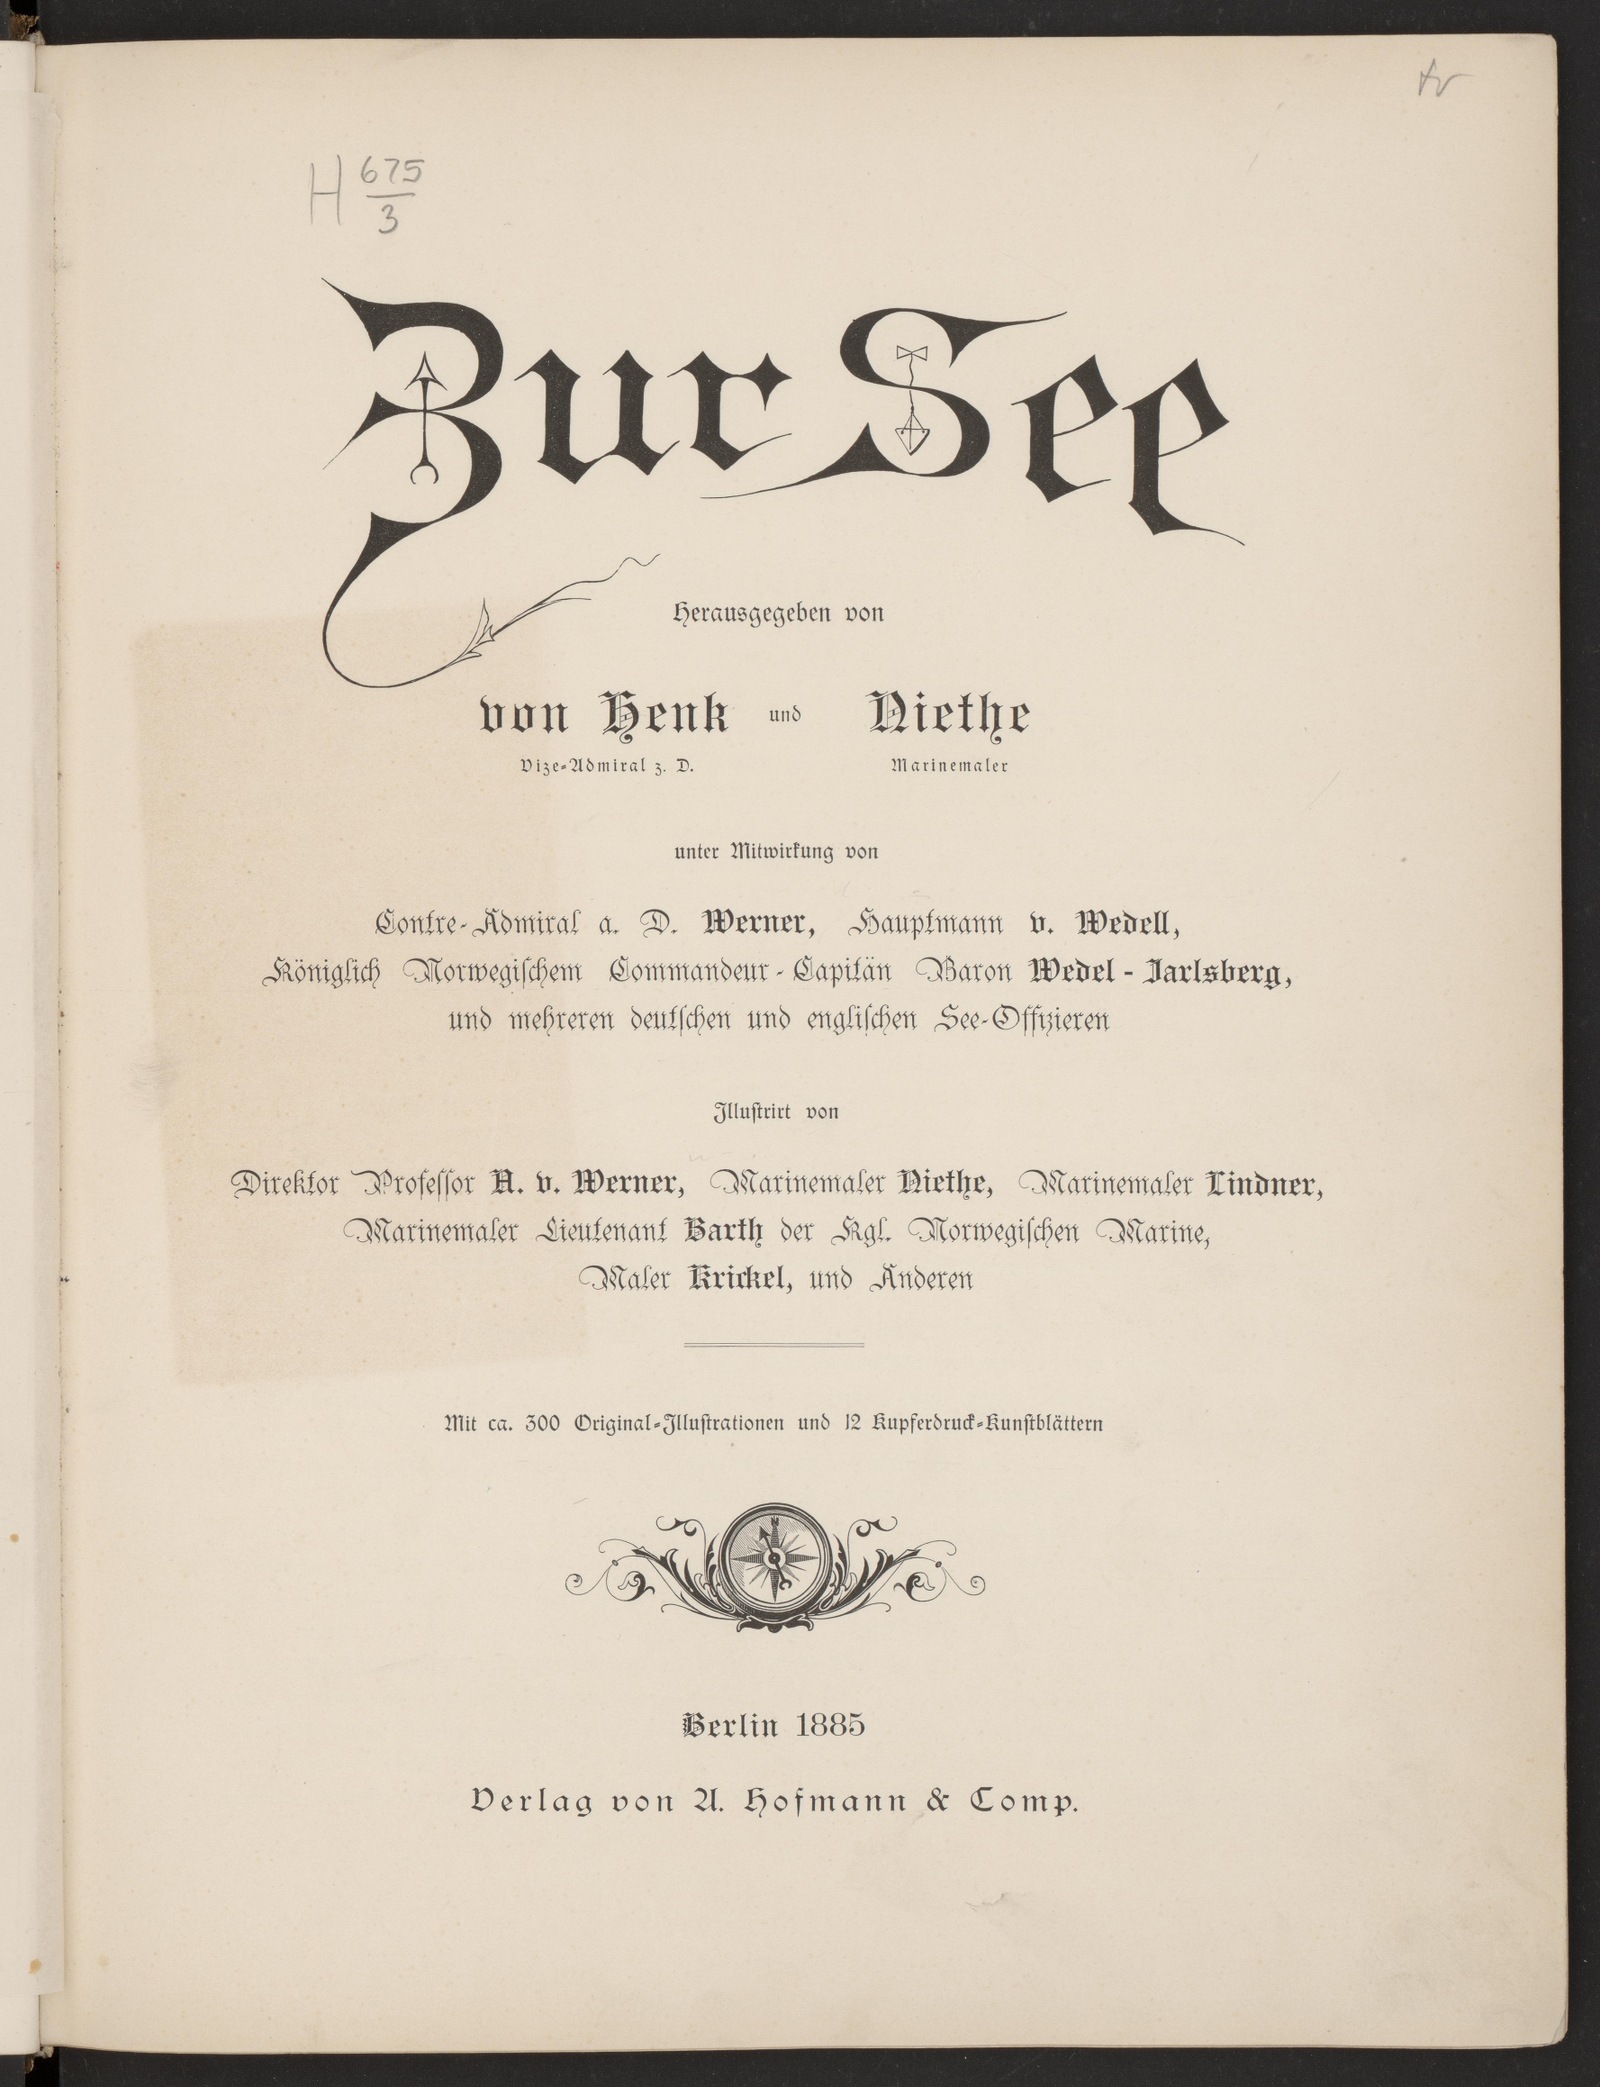 H 675
3
Zur See
Herausgegeben von
von Henk und Niethe
Vize-Admiral z. D. Marinemaler
unter Mitwirkung von
Contre-Admiral a. D. Werner, Hauptmann v. Wedell,
Königlich Norwegischem Commandeur-Capitän Baron Wedel-Jarlsberg,
und mehreren deutschen und englischen See-Offizieren
Illustrirt von
Direktor Professor A. v. Werner, Marinemaler Niethe, Marinemaler Lindner,
Marinemaler Lieutenant Barth der Kgl. Norwegischen Marine,
Maler Krickel, und Anderen
Mit ca. 300 Original-Illustrationen und 12 Kupferdruck-Kunstblättern
N
Berlin 1885
Verlag von A. Hofmann & Comp.